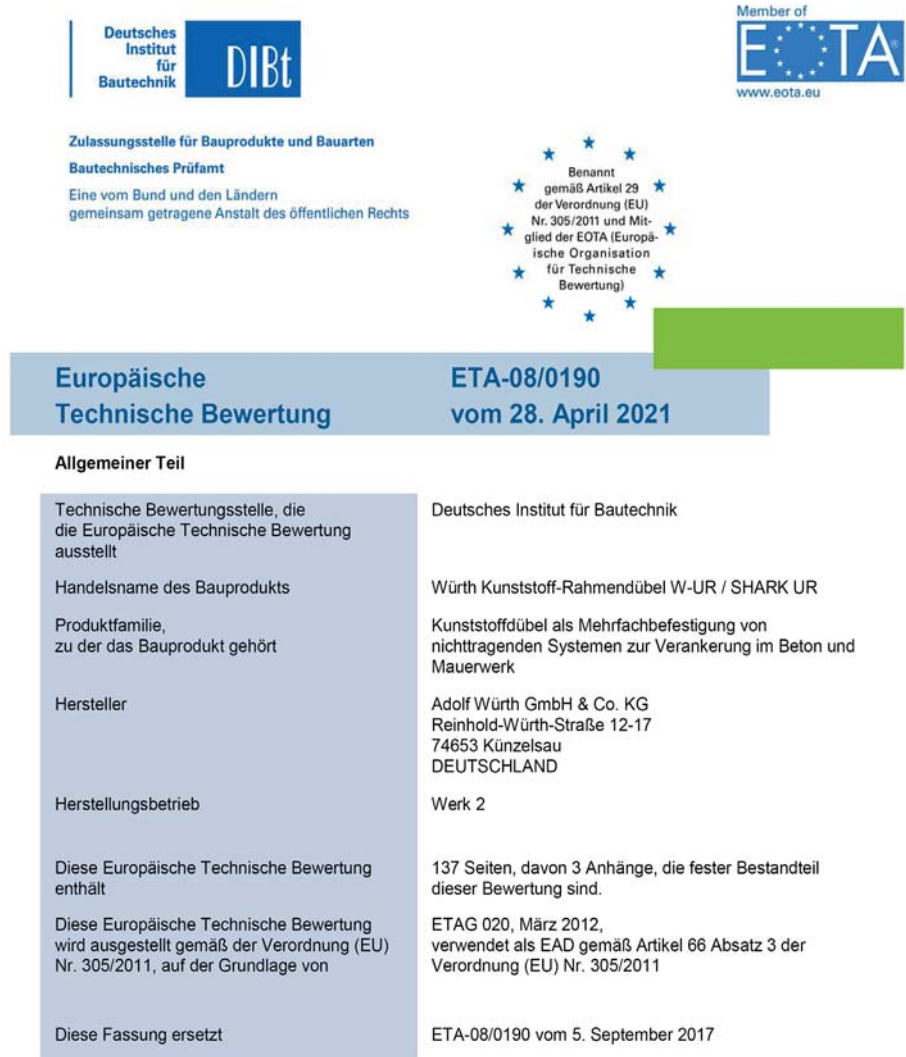 Deutsches
Institut
für
Bautechnik
DIBt
Member of
EOTA®
www.eota.eu
Zulassungsstelle für Bauprodukte und Bauarten
Bautechnisches Prüfamt
Eine vom Bund und den Ländern
gemeinsam getragene Anstalt des öffentlichen Rechts
Benannt
gemäß Artikel 29
der Verordnung (EU)
Nr. 305/2011 und Mit-
glied der EOTA (Europä-
ische Organisation
für Technische
Bewertung)
Europäische
Technische Bewertung
ETA-08/0190
vom 28. April 2021
Allgemeiner Teil
Technische Bewertungsstelle, die
die Europäische Technische Bewertung
ausstellt
Deutsches Institut für Bautechnik
Handelsname des Bauprodukts
Würth Kunststoff-Rahmendübel W-UR / SHARK UR
Produktfamilie,
zu der das Bauprodukt gehört
Kunststoffdübel als Mehrfachbefestigung von
nichttragenden Systemen zur Verankerung im Beton und
Mauerwerk
Hersteller
Adolf Würth GmbH & Co. KG
Reinhold-Würth-Straße 12-17
74653 Künzelsau
DEUTSCHLAND
Herstellungsbetrieb
Werk 2
Diese Europäische Technische Bewertung
enthält
137 Seiten, davon 3 Anhänge, die fester Bestandteil
dieser Bewertung sind.
Diese Europäische Technische Bewertung
wird ausgestellt gemäß der Verordnung (EU)
Nr. 305/2011, auf der Grundlage von
ETAG 020, März 2012,
verwendet als EAD gemäß Artikel 66 Absatz 3 der
Verordnung (EU) Nr. 305/2011
Diese Fassung ersetzt
ETA-08/0190 vom 5. September 2017